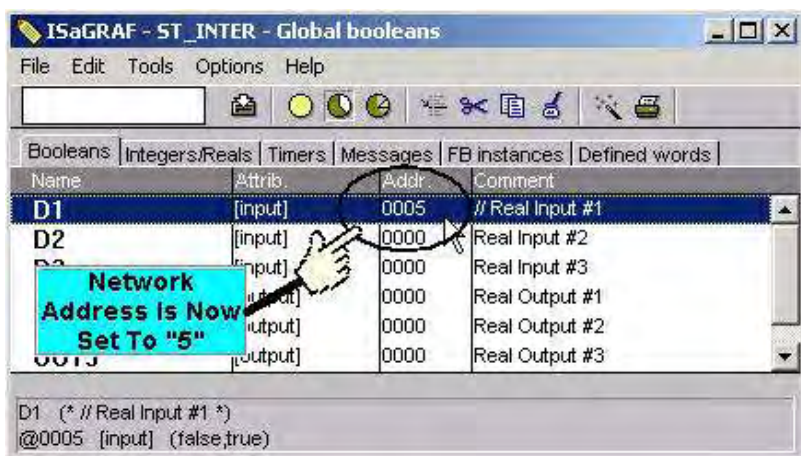 ISaGRAF - ST_INTER - Global booleans
File Edit Tools Options Help
Booleans Integers/Reals Timers Messages FB instances Defined words
Name Attrib. Addr. Comment
D1 [input] 0005 // Real Input #1
D2 [input] 0000 Real Input #2
0000 Real Input #3
0000 Real Output #1
0000 Real Output #2
0000 Real Output #3
Network
Address Is Now
Set To "5"
D1 (* // Real Input #1 *)
@0005 [input] (false,true)